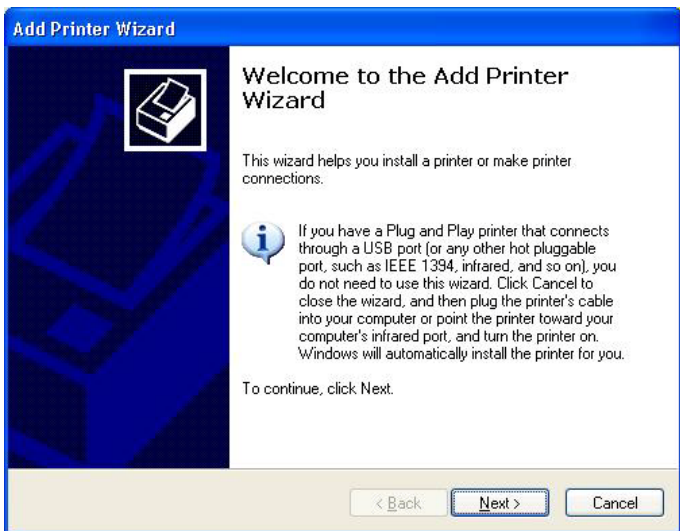 Add Printer Wizard
Welcome to the Add Printer
Wizard
This wizard helps you install a printer or make printer
connections.
If you have a Plug and Play printer that connects
through a USB port (or any other hot pluggable
port, such as IEEE 1394, infrared, and so on), you
do not need to use this wizard. Click Cancel to
close the wizard, and then plug the printer's cable
into your computer or point the printer toward your
computer's infrared port, and turn the printer on.
Windows will automatically install the printer for you.
To continue, click Next.
< Back Next > Cancel